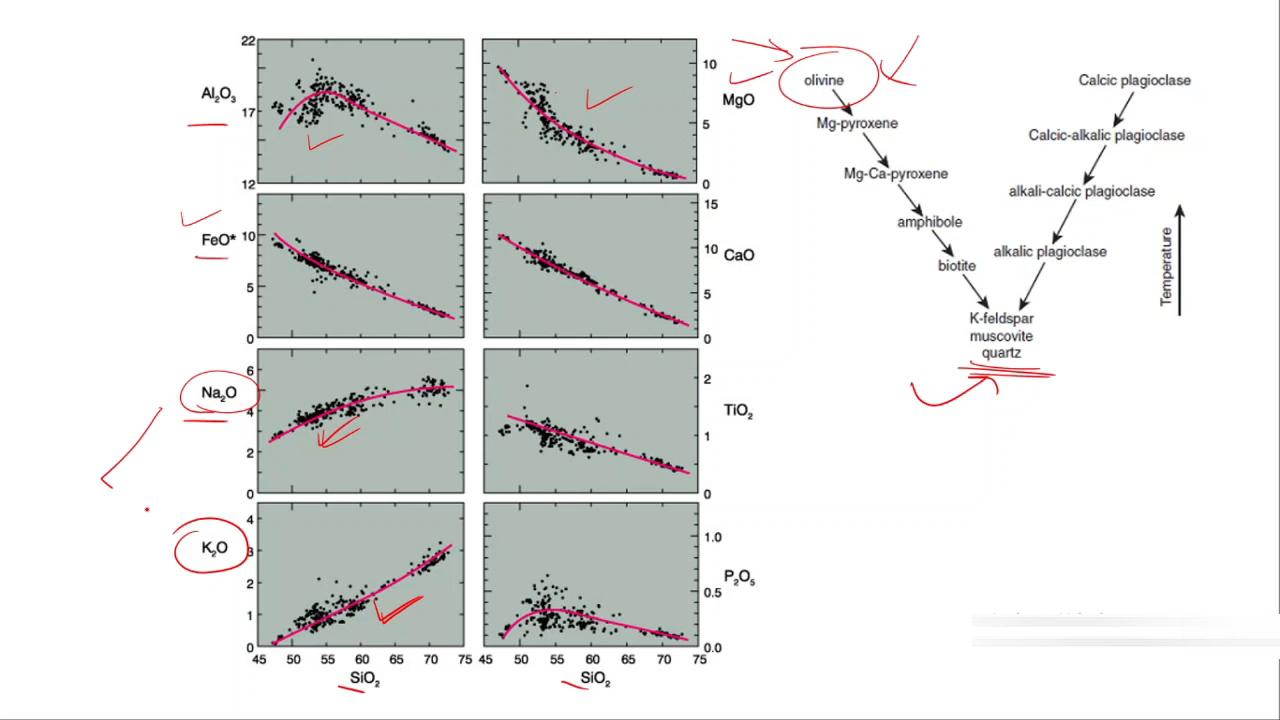 22
Al₂O₃
17
12
10
MgO
5
0
FeO*
10
5
0
15
10
CaO
5
0
Na₂O
6
4
2
0
2
TiO₂
1
0
K₂O
4
3
2
1
0
1.0
P₂O₅
0.5
0.0
45 50 55 60 65 70 75
SiO₂
45 50 55 60 65 70 75
SiO₂
olivine
Mg-pyroxene
Mg-Ca-pyroxene
amphibole
biotite
Calcic plagioclase
Calcic-alkalic plagioclase
alkali-calcic plagioclase
alkalic plagioclase
K-feldspar
muscovite
quartz
Temperature